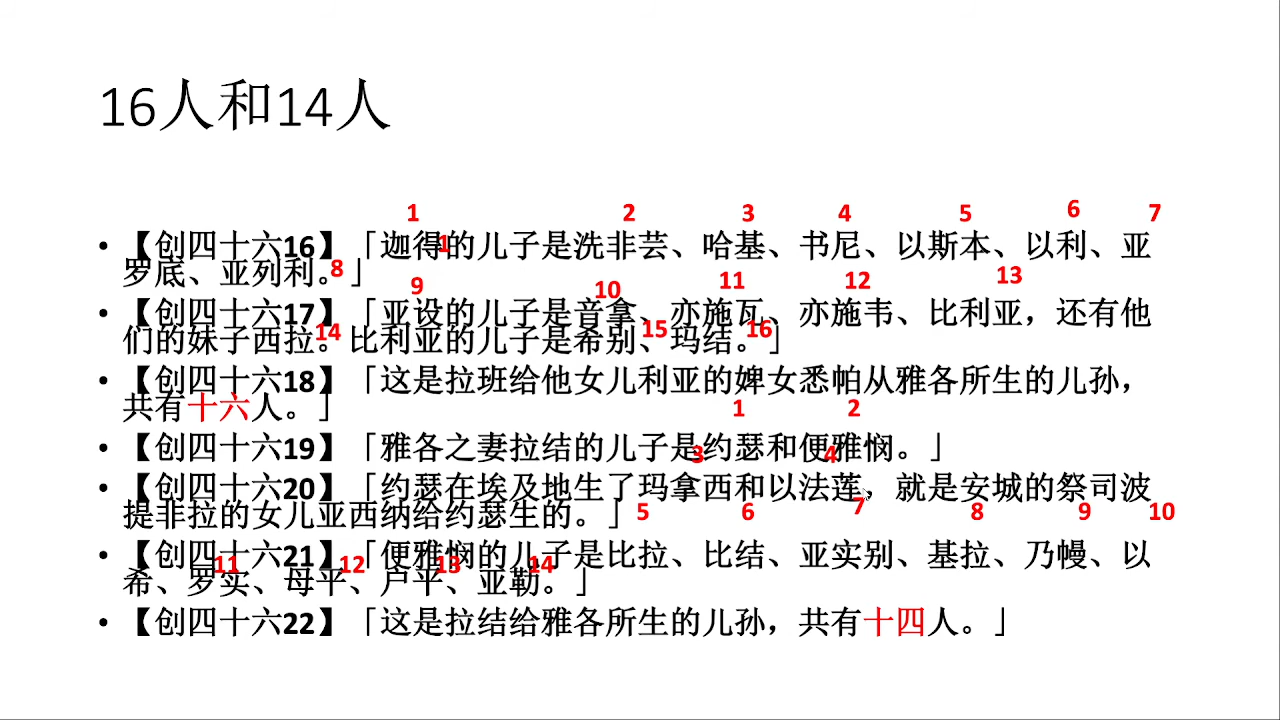 16人和14人
1 2 3 4 5 6 7
• 【创四十六16】「迦得的儿子是洗非芸、哈基、书尼、以斯本、以利、亚
1
罗底、亚列利。8」
9 10 11 12 13
• 【创四十六17】「亚设的儿子是音拿、亦施瓦、亦施韦、比利亚，还有他
们的妹子西拉。比利亚的儿子是希别、玛结。」
14 15 16
• 【创四十六18】「这是拉班给他女儿利亚的婢女悉帕从雅各所生的儿孙，
共有十六人。」
1 2
• 【创四十六19】「雅各之妻拉结的儿子是约瑟和便雅悯。」
3 4
• 【创四十六20】「约瑟在埃及地生了玛拿西和以法莲，就是安城的祭司波
提非拉的女儿亚西纳给约瑟生的。」
5 6 7 8 9 10
• 【创四十六21】「便雅悯的儿子是比拉、比结、亚实别、基拉、乃幔、以
11 12 13 14
希、罗实、母平、户平、亚勒。」
• 【创四十六22】「这是拉结给雅各所生的儿孙，共有十四人。」